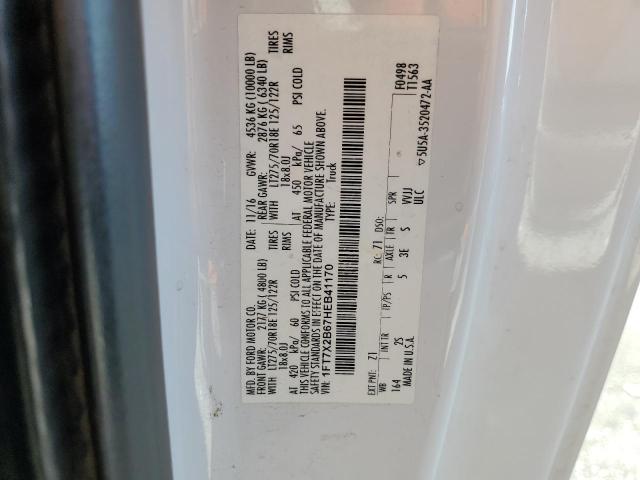 MFD. BY FORD MOTOR CO.
DATE: 11/16 GVWR: 4536 KG (10000 LB)
FRONT GAWR: 2177 KG (4800 LB)
REAR GAWR: 2876 KG (6340 LB)
WITH LT275/70R18E 125/122R TIRES
WITH LT275/70R18E 125/122R TIRES
18x8.0J RIMS
18x8.0J RIMS
AT 420 kPa/ 60 PSI COLD
AT 450 kPa/ 65 PSI COLD
THIS VEHICLE CONFORMS TO ALL APPLICABLE FEDERAL MOTOR VEHICLE
SAFETY STANDARDS IN EFFECT ON THE DATE OF MANUFACTURE SHOWN ABOVE.
VIN: 1FT7X2B67HEB41170
TYPE: Truck
F0498
T1563
EXT PNT: Z1 RC: 71 DSO:
WB INT TR TP/PS R AXLE TR SPR
164 2S 5 3E S VVJJ
MADE IN U.S.A. ULC
▽5U5A-3520472-AA